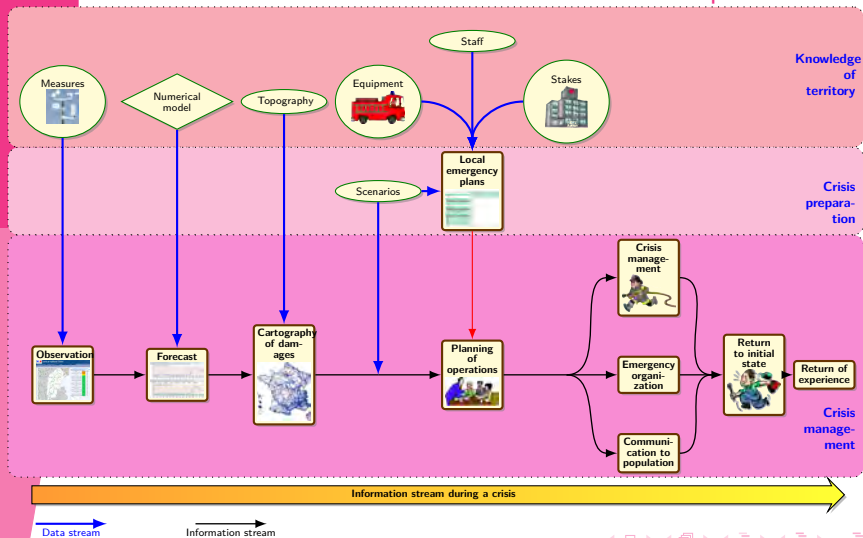 Staff
Knowledge
of
territory
Measures
Numerical
model
Topography
Equipment
Stakes
Local
emergency
plans
Scenarios
Crisis
prepara-
tion
Crisis
manage-
ment
Observation
Forecast
Cartography
of dam-
ages
Planning
of
operations
Emergency
organi-
zation
Communi-
cation to
population
Return
to initial
state
Return of
experience
Crisis
manage-
ment
Information stream during a crisis
Data stream
Information stream